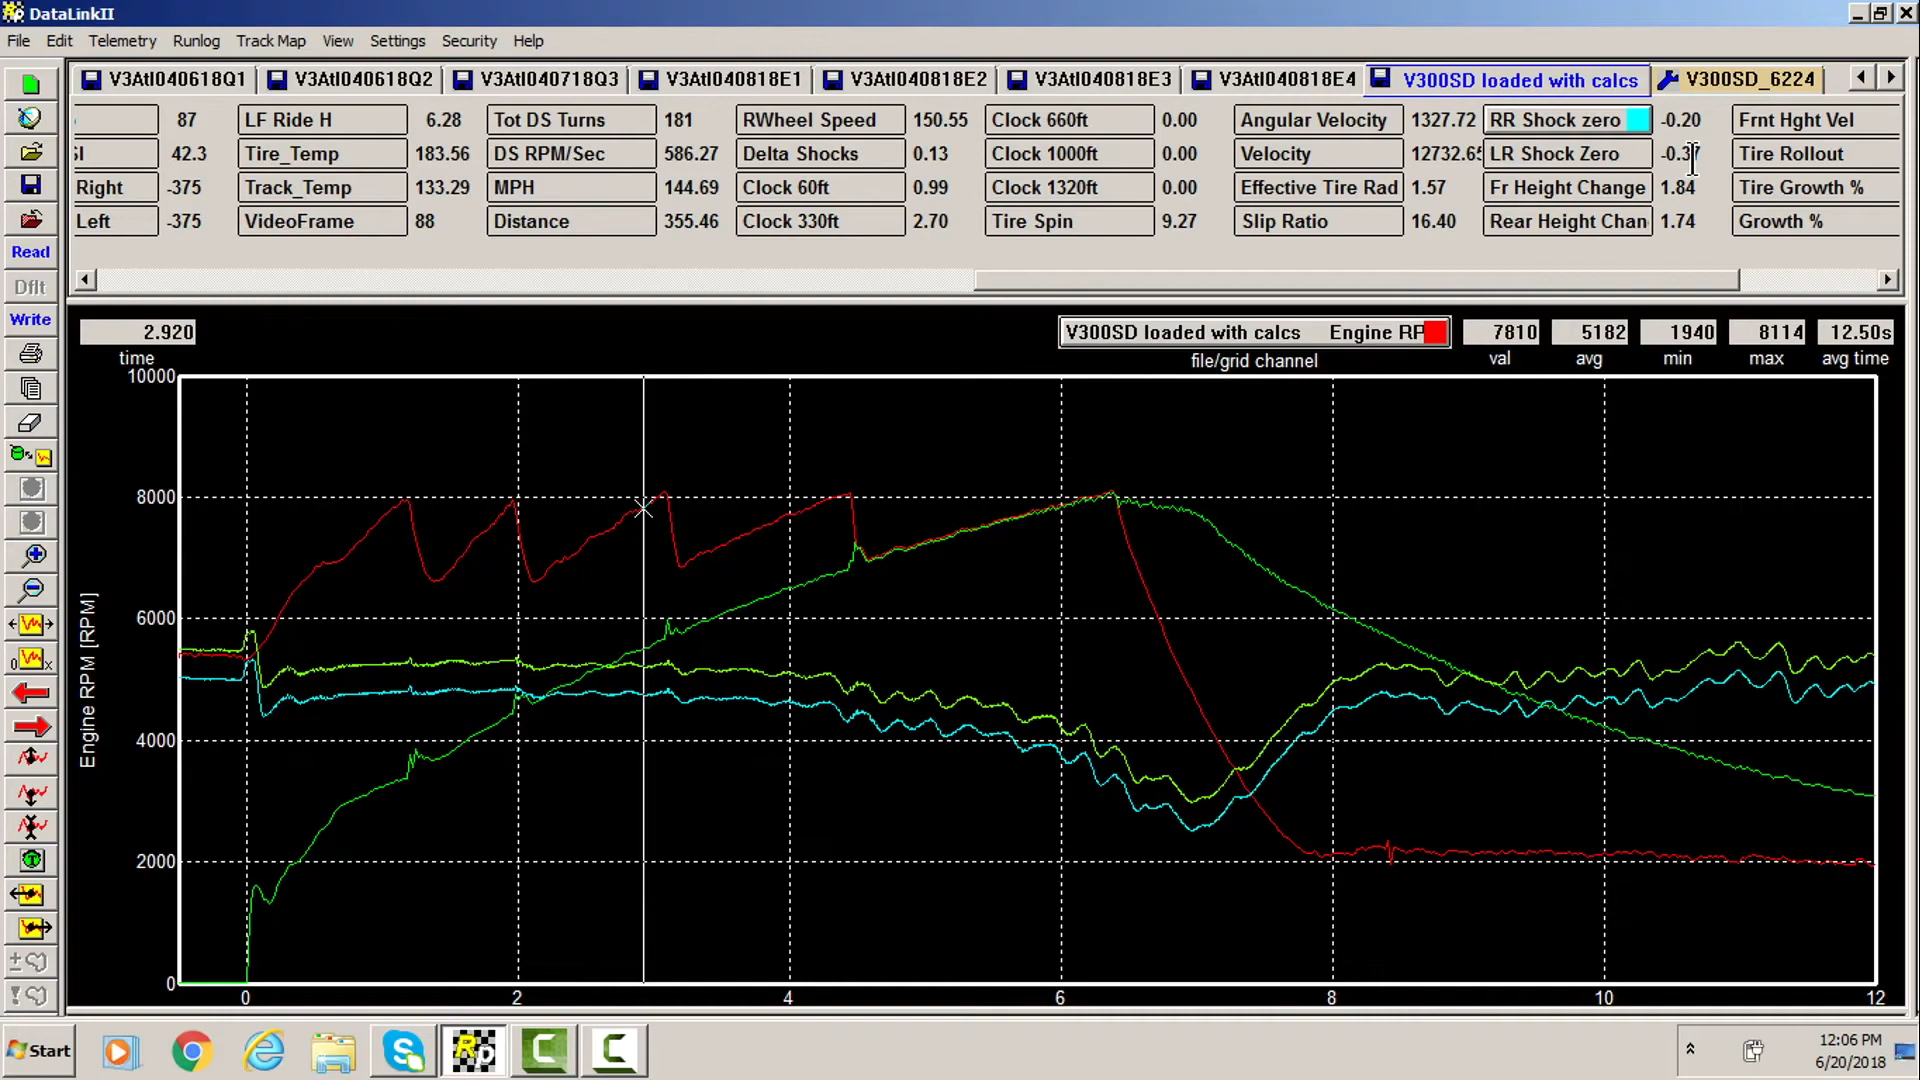 DataLinkII
File Edit Telemetry Runlog Track Map View Settings Security Help
V3Atl040618Q1 V3Atl040618Q2 V3Atl040718Q3 V3Atl040818E1 V3Atl040818E2 V3Atl040818E3 V3Atl040818E4 V300SD loaded with calcs V300SD_6224
87 LF Ride H 6.28 Tot DS Turns 181 RWheel Speed 150.55 Clock 660ft 0.00 Angular Velocity 1327.72 RR Shock zero -0.20 Frnt Hght Vel
42.3 Tire_Temp 183.56 DS RPM/Sec 586.27 Delta Shocks 0.13 Clock 1000ft 0.00 Velocity 12732.65 LR Shock Zero -0.37 Tire Rollout
Right -375 Track_Temp 133.29 MPH 144.69 Clock 60ft 0.99 Clock 1320ft 0.00 Effective Tire Rad 1.57 Fr Height Change 1.84 Tire Growth %
Left -375 VideoFrame 88 Distance 355.46 Clock 330ft 2.70 Tire Spin 9.27 Slip Ratio 16.40 Rear Height Chan 1.74 Growth %
Read
Dflt
Write
2.920 V300SD loaded with calcs Engine RP 7810 5182 1940 8114 12.50s
time file/grid channel val avg min max avg time
10000
8000
6000
4000
2000
0
Engine RPM [RPM]
0 2 4 6 8 10 12
Start
12:06 PM
6/20/2018